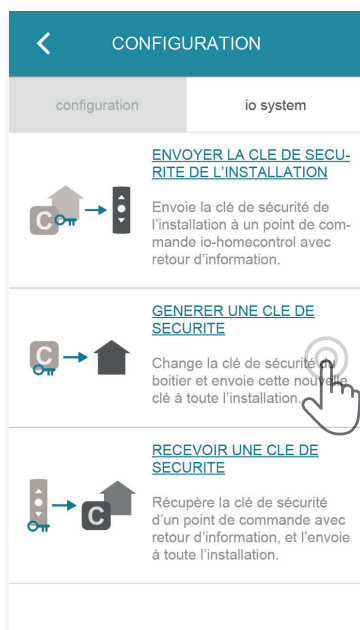 CONFIGURATION
configuration
io system
ENVOYER LA CLE DE SECU-
RITE DE L'INSTALLATION
Envoie la clé de sécurité de
l'installation à un point de com-
mande io-homecontrol avec
retour d'information.
C
GENERER UNE CLE DE
SECURITE
Change la clé de sécurité du
boitier et envoie cette nouvelle
clé à toute l'installation.
C
RECEVOIR UNE CLE DE
SECURITE
Récupère la clé de sécurité
d'un point de commande avec
retour d'information, et l'envoie
à toute l'installation.
C